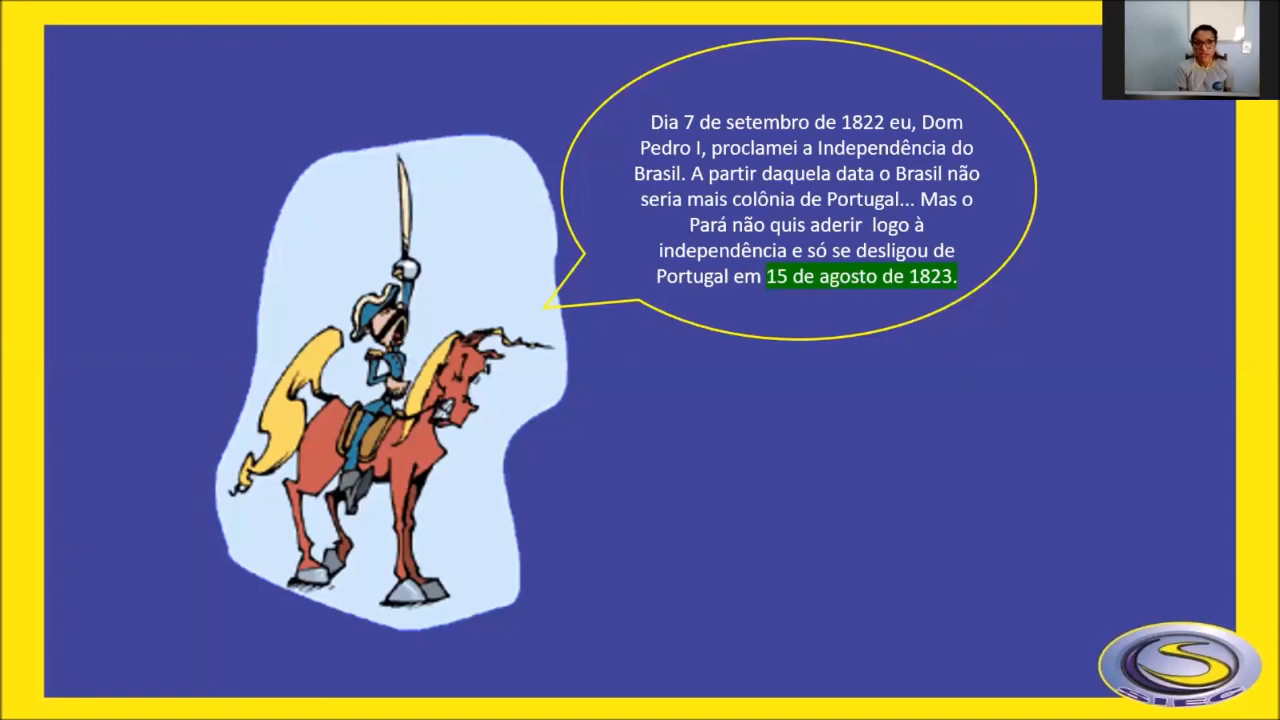 Dia 7 de setembro de 1822 eu, Dom
Pedro I, proclamei a Independência do
Brasil. A partir daquela data o Brasil não
seria mais colônia de Portugal... Mas o
Pará não quis aderir  logo à
independência e só se desligou de
Portugal em 15 de agosto de 1823.
SIEC